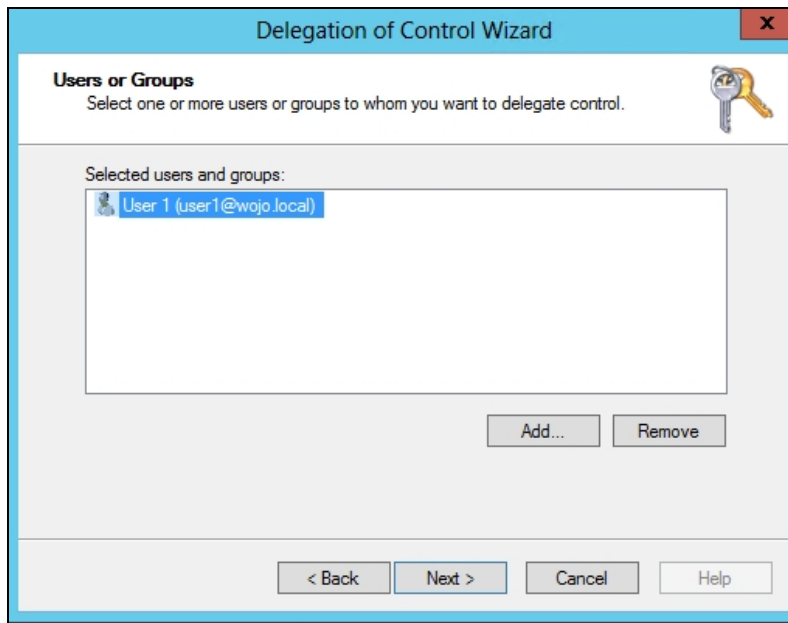 Delegation of Control Wizard
x
Users or Groups
Select one or more users or groups to whom you want to delegate control.
Selected users and groups:
User 1 (user1@wojo.local)
Add... Remove
< Back Next > Cancel Help